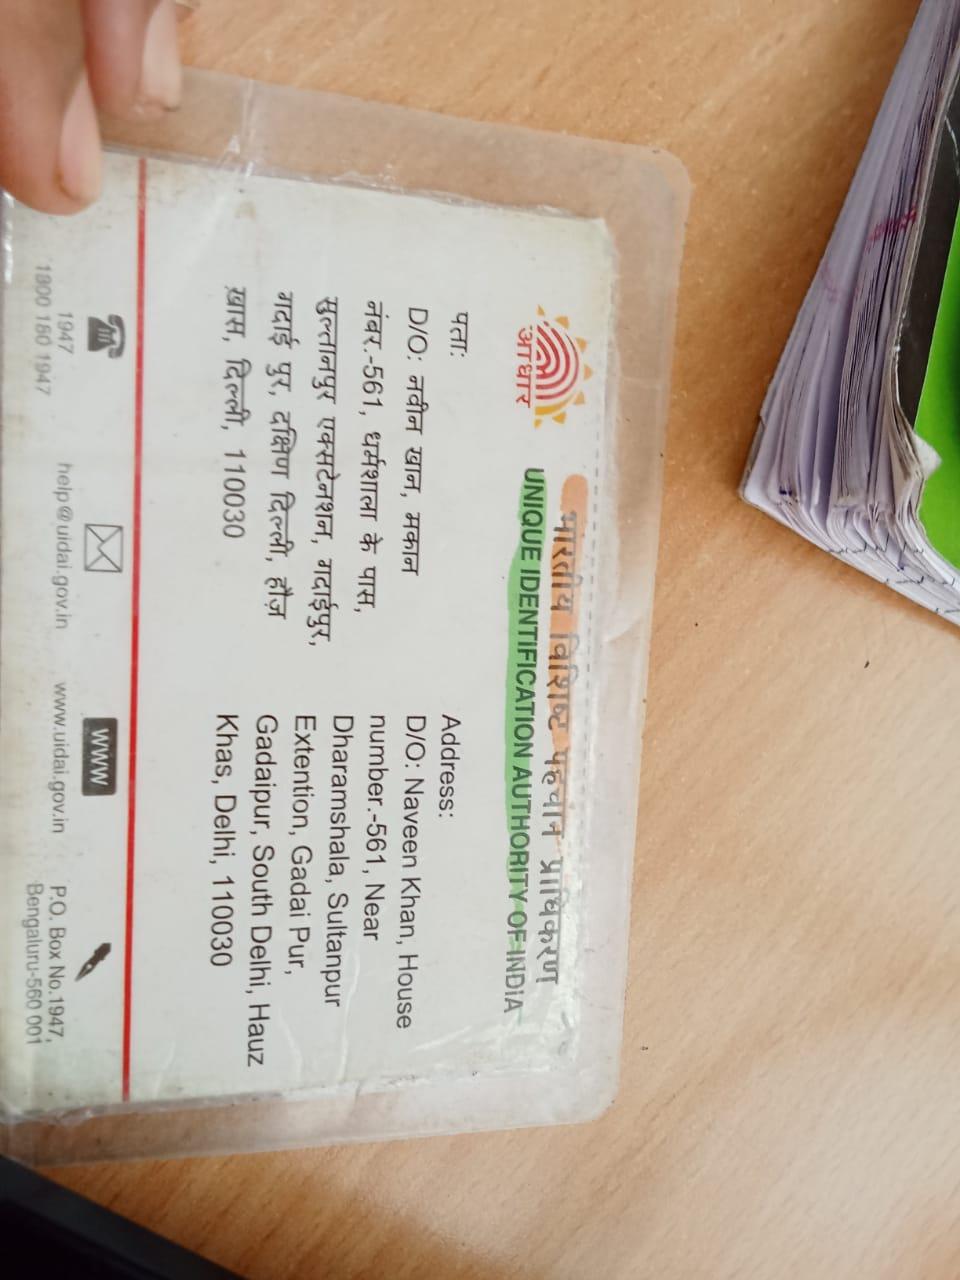 आधार
भारतीय विशिष्ट पहचान प्राधिकरण
UNIQUE IDENTIFICATION AUTHORITY OF INDIA
पता:
D/O: नवीन खान, मकान
नंबर.-561, धर्मशाला के पास,
सुल्तानपुर एक्सटेनशन, गदाईपुर,
गदाई पुर, दक्षिण दिल्ली, हौज़
ख़ास, दिल्ली, 110030
Address:
D/O: Naveen Khan, House
number.-561, Near
Dharamshala, Sultanpur
Extention, Gadai Pur,
Gadaipur, South Delhi, Hauz
Khas, Delhi, 110030
1947
1800 180 1947
help@uidai.gov.in
WWW
www.uidai.gov.in
P.O. Box No.1947,
Bengaluru-560 001